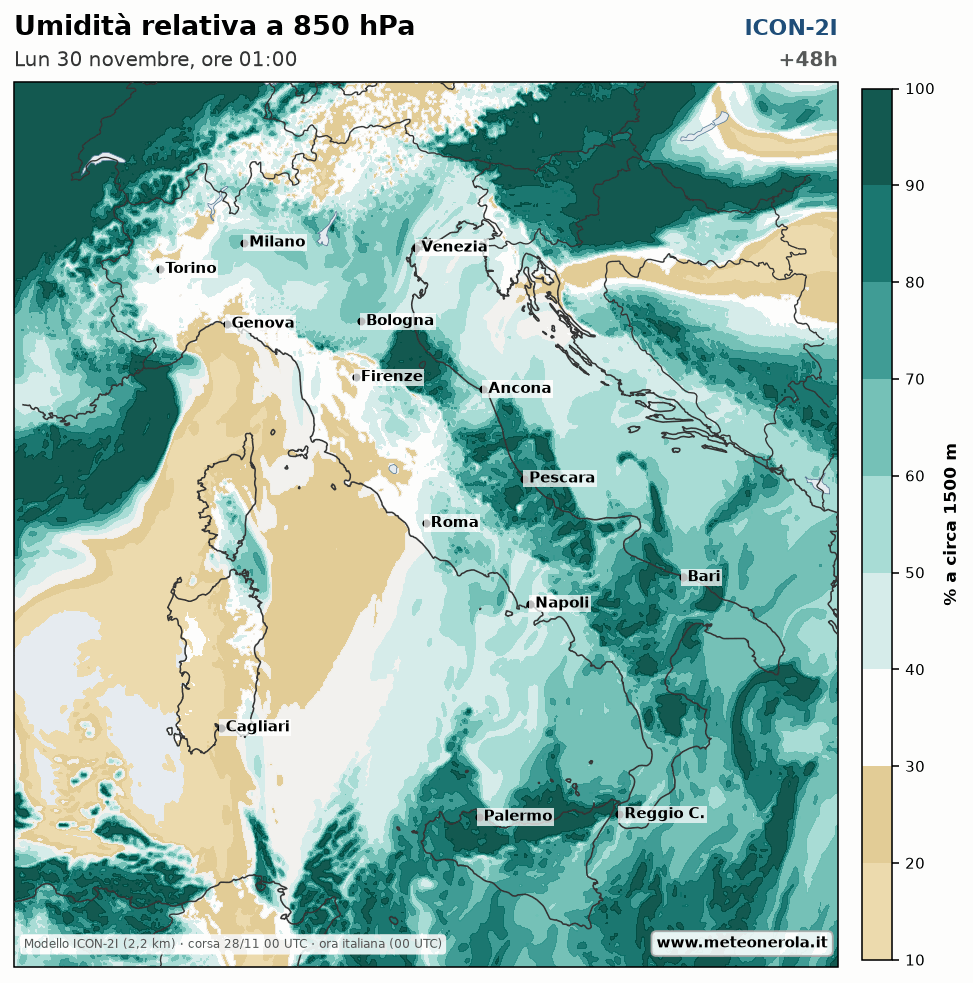 Umidità relativa a 850 hPa
ICON-2I
Lun 30 novembre, ore 01:00
+48h
100
90
80
70
60
50
40
30
20
10
% a circa 1500 m
Milano
Venezia
Torino
Genova
Bologna
Firenze
Ancona
Pescara
Roma
Bari
Napoli
Cagliari
Palermo
Reggio C.
Modello ICON-2I (2,2 km) · corsa 28/11 00 UTC · ora italiana (00 UTC)
www.meteonerola.it